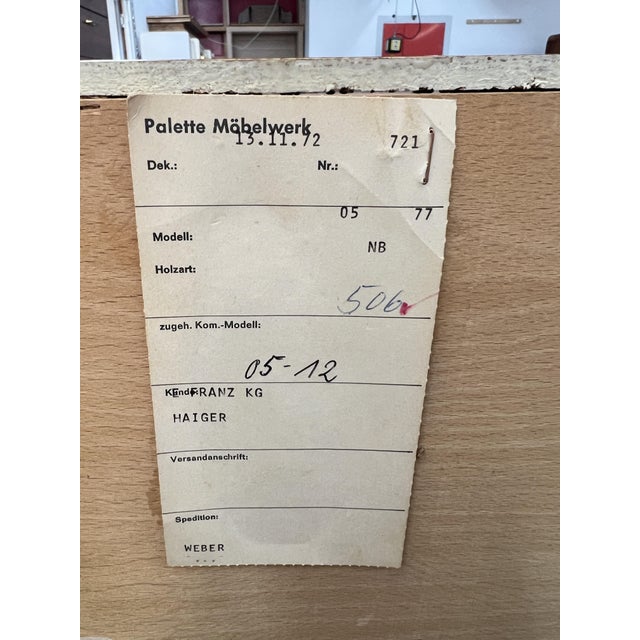 Palette Möbelwerk
13.11.72 721
Dek.: Nr.:
05 77
Modell:
NB
Holzart:
506
zugeh. Kom.-Modell:
05-12
Kunde: E FRANZ KG
HAIGER
Versandanschrift:
Spedition:
WEBER